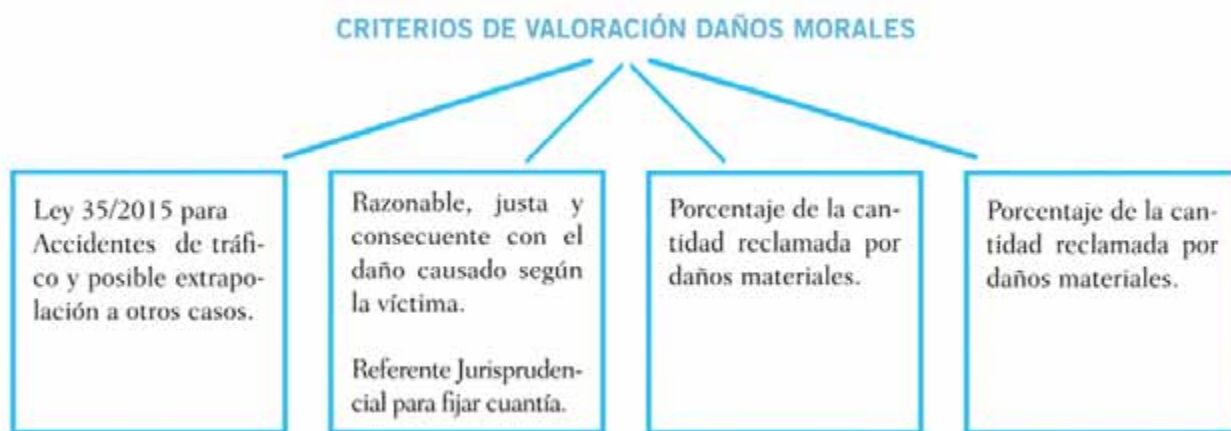 CRITERIOS DE VALORACIÓN DAÑOS MORALES
Ley 35/2015 para
Accidentes de tráfi-
co y posible extrapo-
lación a otros casos.
Razonable, justa y
consecuente con el
daño causado según
la víctima.
Referente Jurispruden-
cial para fijar cuantía.
Porcentaje de la can-
tidad reclamada por
daños materiales.
Porcentaje de la can-
tidad reclamada por
daños materiales.